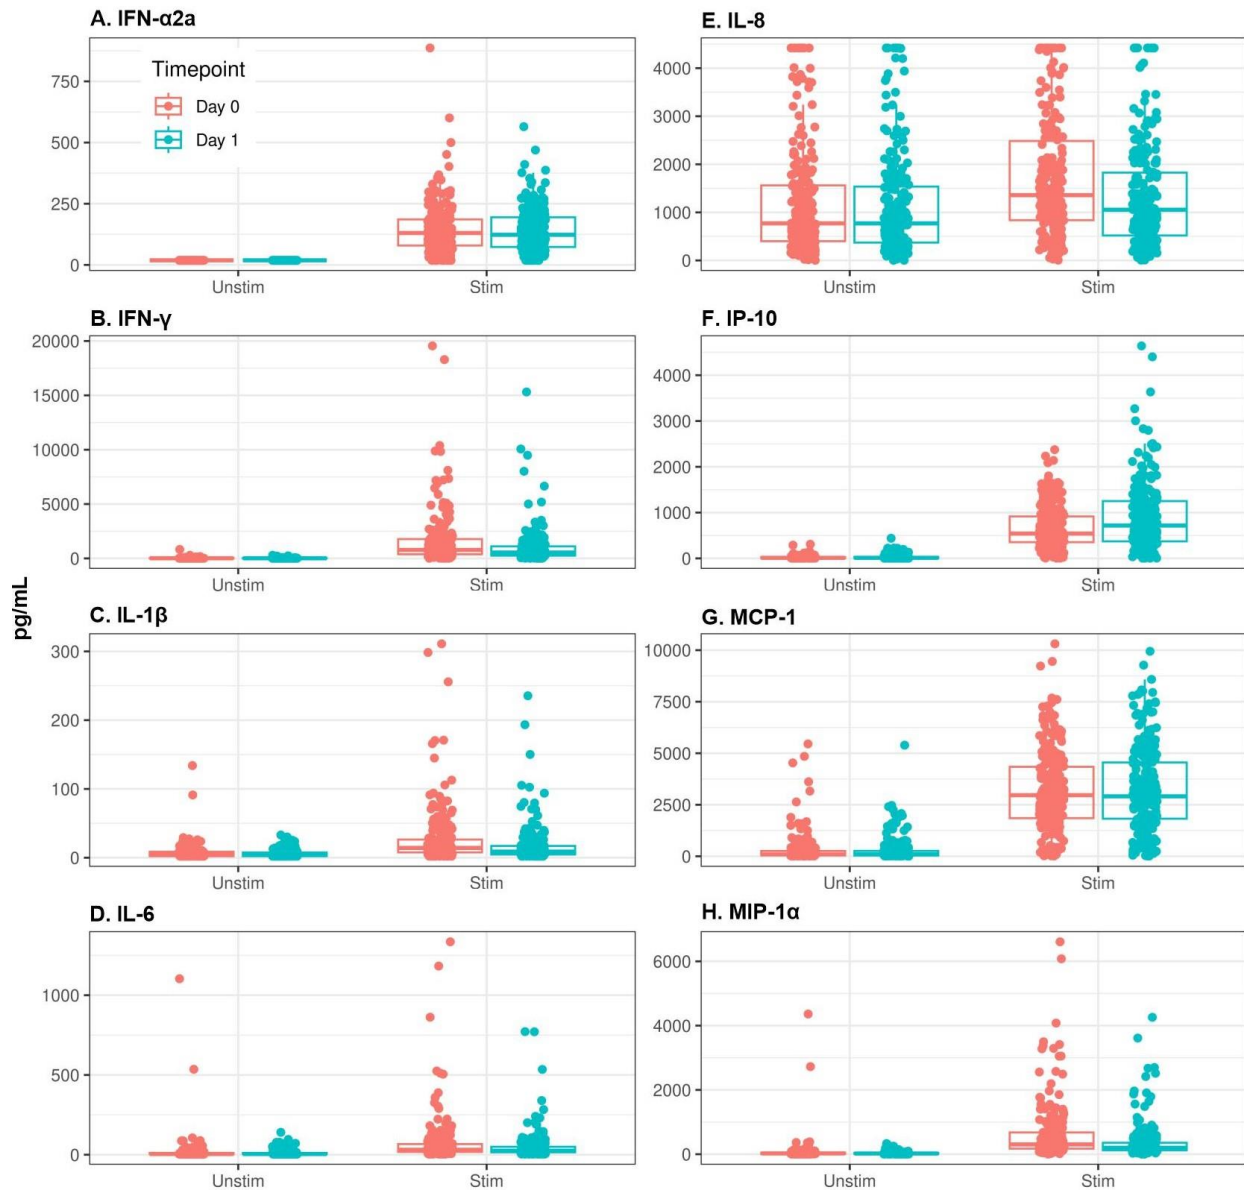 A. IFN-α2a
750
500
250
0
Timepoint
Day 0
Day 1
Unstim Stim
B. IFN-γ
20000
15000
10000
5000
0
Unstim Stim
C. IL-1β
300
200
100
0
Unstim Stim
D. IL-6
1000
500
0
Unstim Stim
pg/mL
E. IL-8
4000
3000
2000
1000
0
Unstim Stim
F. IP-10
4000
3000
2000
1000
0
Unstim Stim
G. MCP-1
10000
7500
5000
2500
0
Unstim Stim
H. MIP-1α
6000
4000
2000
0
Unstim Stim